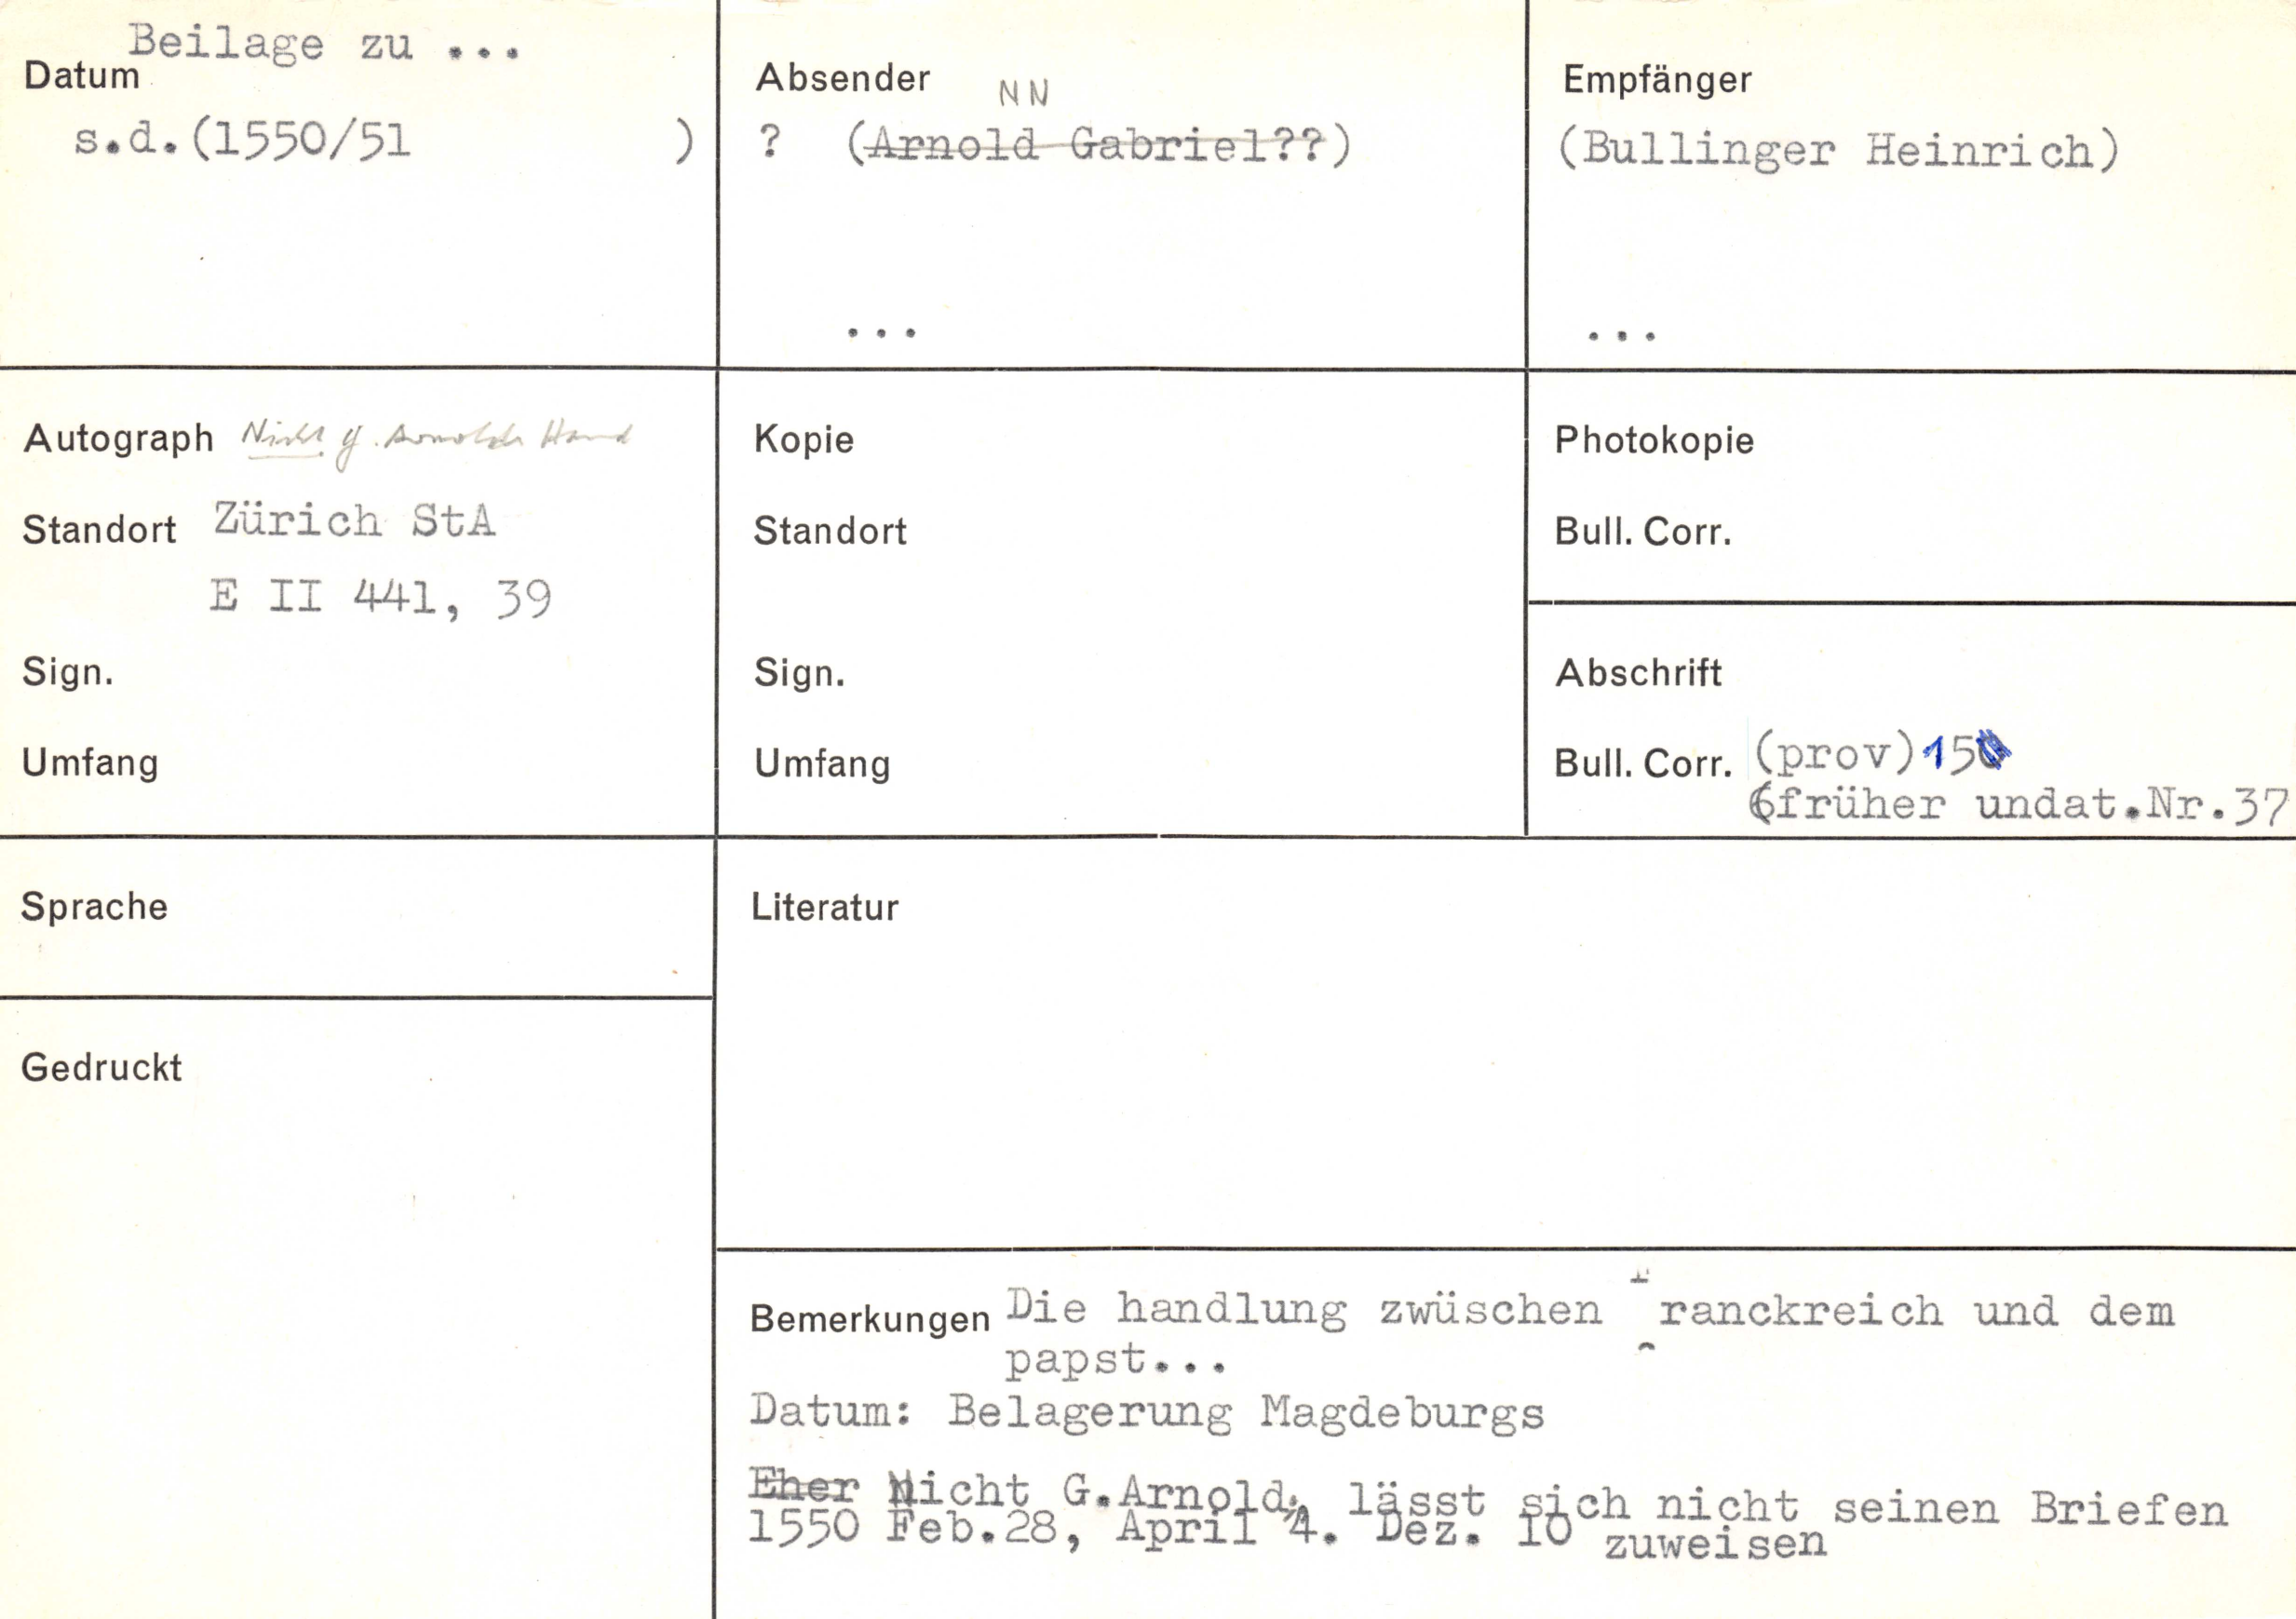 Beilage zu ...
Datum
s.d.(1550/51 )
Absender
NN
? (Arnold Gabriel??)
...
Empfänger
(Bullinger Heinrich)
...
Autograph Nicht G. Arnolds Hand
Standort Zürich StA
E II 441, 39
Sign.
Umfang
Kopie
Standort
Sign.
Umfang
Photokopie
Bull. Corr.
Abschrift
Bull. Corr. (prov)
(früher undat.Nr.37
Sprache
Literatur
Gedruckt
Bemerkungen Die handlung zwüschen Franckreich und dem
papst...
Datum: Belagerung Magdeburgs
Eher Nicht G.Arnold, lässt sich nicht seinen Briefen
1550 Feb.28, April 4. Dez. 10 zuweisen